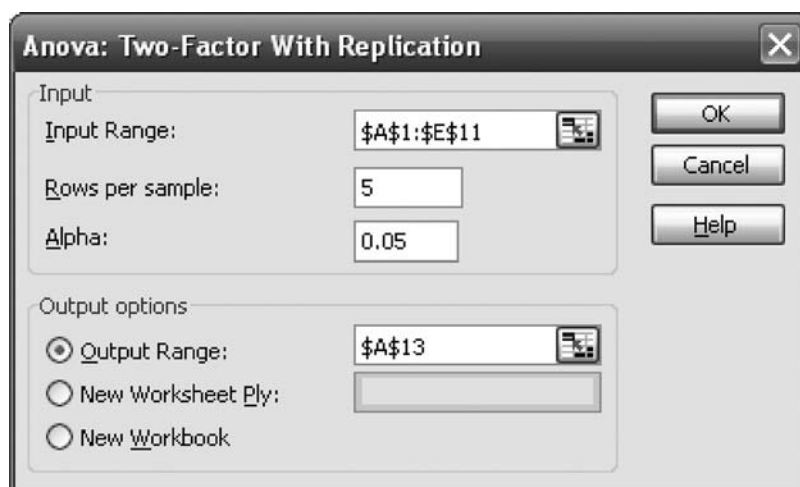 Anova: Two-Factor With Replication
Input
Input Range: $A$1:$E$11
Rows per sample: 5
Alpha: 0.05
OK
Cancel
Help
Output options
Output Range: $A$13
New Worksheet Ply:
New Workbook